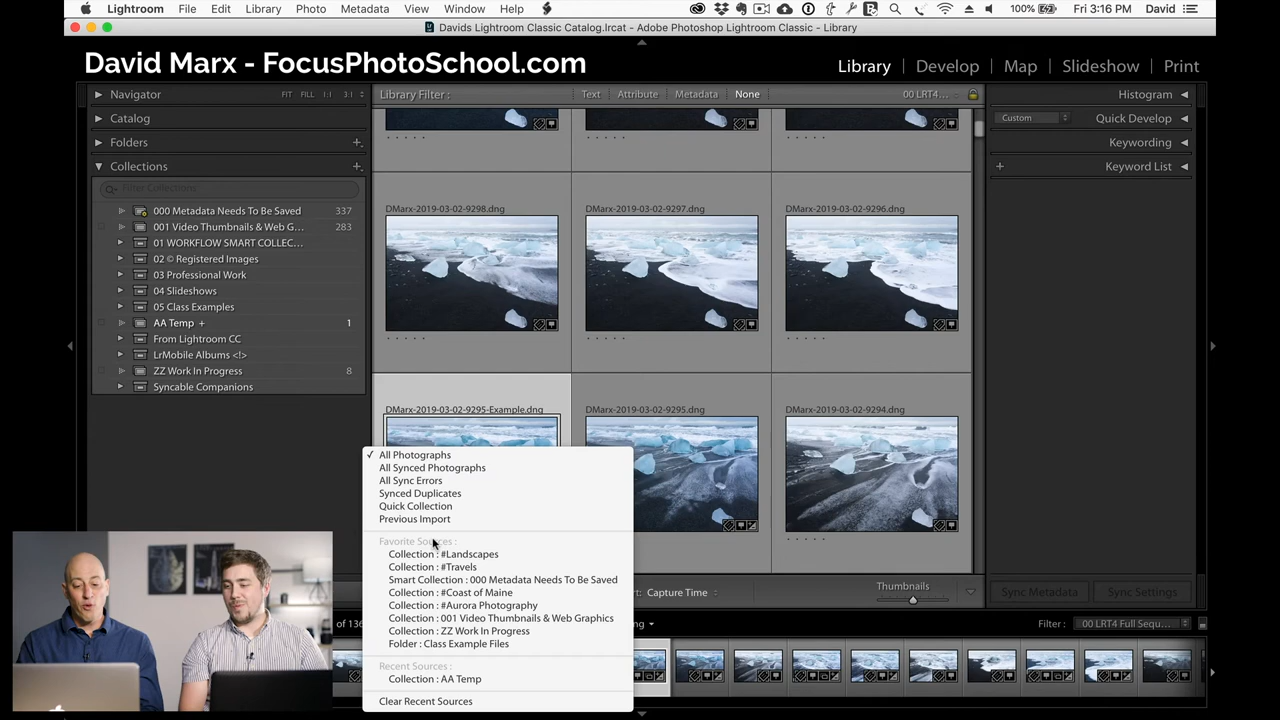 Lightroom File Edit Library Photo Metadata View Window Help 100% Fri 3:16 PM David
Davids Lightroom Classic Catalog.lrcat - Adobe Photoshop Lightroom Classic - Library
David Marx - FocusPhotoSchool.com
Library | Develop | Map | Slideshow | Print
Navigator FIT FILL 1:1 3:1
Catalog
Folders +
Collections +
Filter Collections
000 Metadata Needs To Be Saved 337
001 Video Thumbnails & Web G... 283
01 WORKFLOW SMART COLLEC...
02 © Registered Images
03 Professional Work
04 Slideshows
05 Class Examples
AA Temp + 1
From Lightroom CC
LrMobile Albums <!>
ZZ Work In Progress 8
Syncable Companions
Library Filter : Text Attribute Metadata None 00 LRT4...
DMarx-2019-03-02-9298.dng DMarx-2019-03-02-9297.dng DMarx-2019-03-02-9296.dng
DMarx-2019-03-02-9295-Example.dng DMarx-2019-03-02-9295.dng DMarx-2019-03-02-9294.dng
Histogram
Custom Quick Develop
Keywording
+ Keyword List
✓ All Photographs
All Synced Photographs
All Sync Errors
Synced Duplicates
Quick Collection
Previous Import
Favorite Sources :
Collection : #Landscapes
Collection : #Travels
Smart Collection : 000 Metadata Needs To Be Saved
Collection : #Coast of Maine
Collection : #Aurora Photography
Collection : 001 Video Thumbnails & Web Graphics
Collection : ZZ Work In Progress
Folder : Class Example Files
Recent Sources :
Collection : AA Temp
Clear Recent Sources
Capture Time Thumbnails
Sync Metadata Sync Settings
Filter : 00 LRT4 Full Sequ...